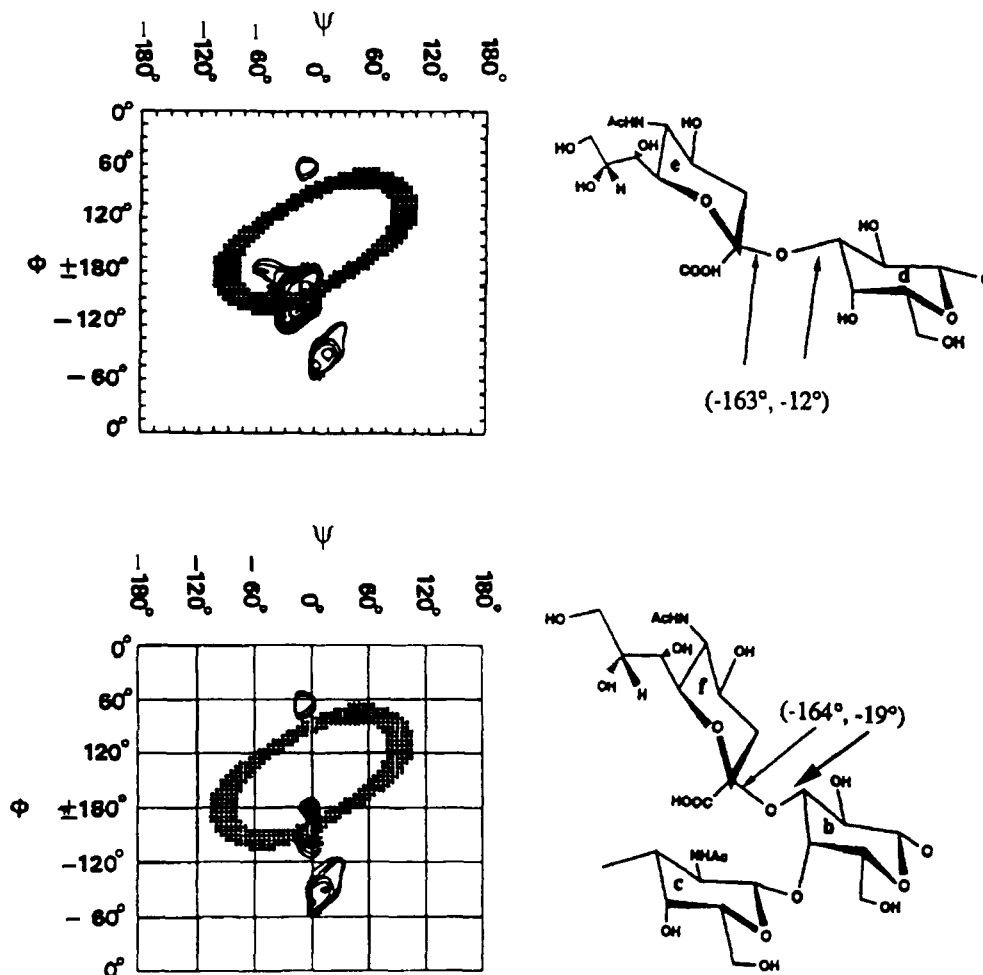 ψ
-180° -120° -60° 0° 60° 120° 180°
0°
60°
120°
Φ ±180°
-120°
-60°
0°
AcHN HO
HO OH e
HO H O
COOH O HO
HO d O
OH
(-163°, -12°)
ψ
-180° -120° -60° 0° 60° 120° 180°
0°
60°
120°
Φ ±180°
-120°
-60°
0°
HO AcHN
OH OH
OH H f
O
(-164°, -19°)
HOOC O OH
b O
NHAc O
c O OH
OH
OH